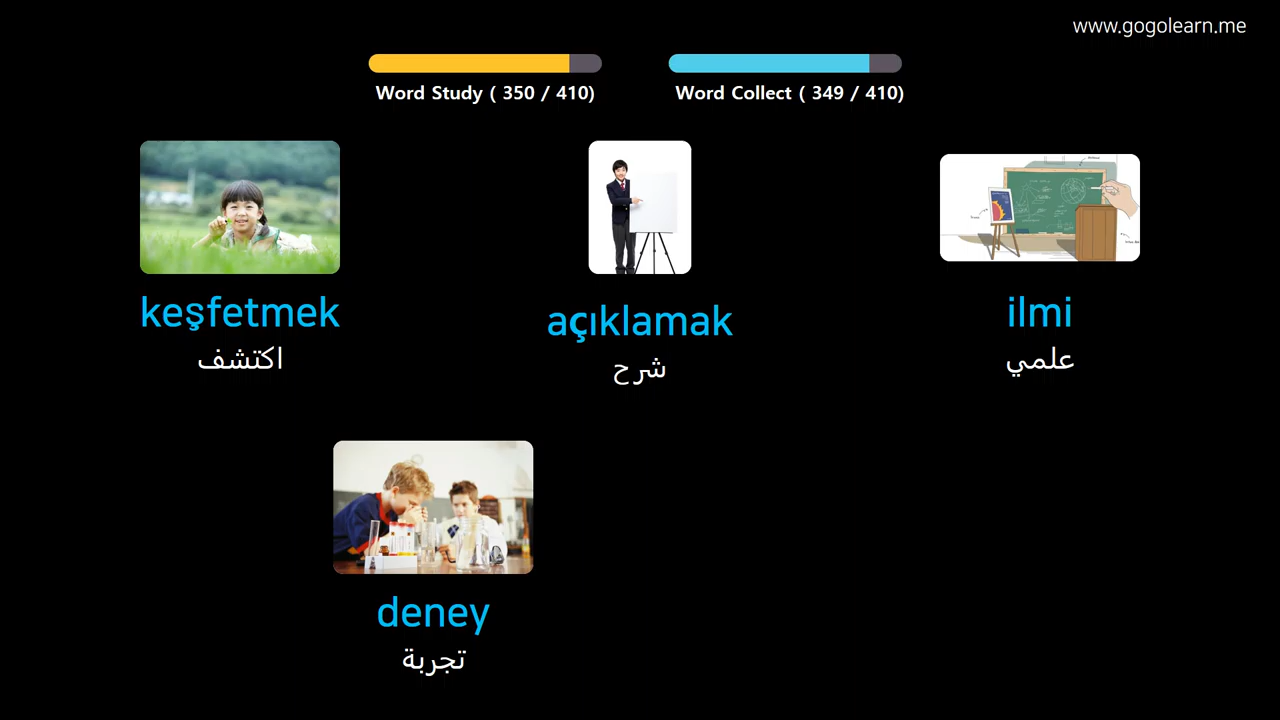 www.gogolearn.me
Word Study ( 350 / 410)
Word Collect ( 349 / 410)
keşfetmek
اكتشف
açıklamak
شرح
ilmi
علمي
deney
تجربة